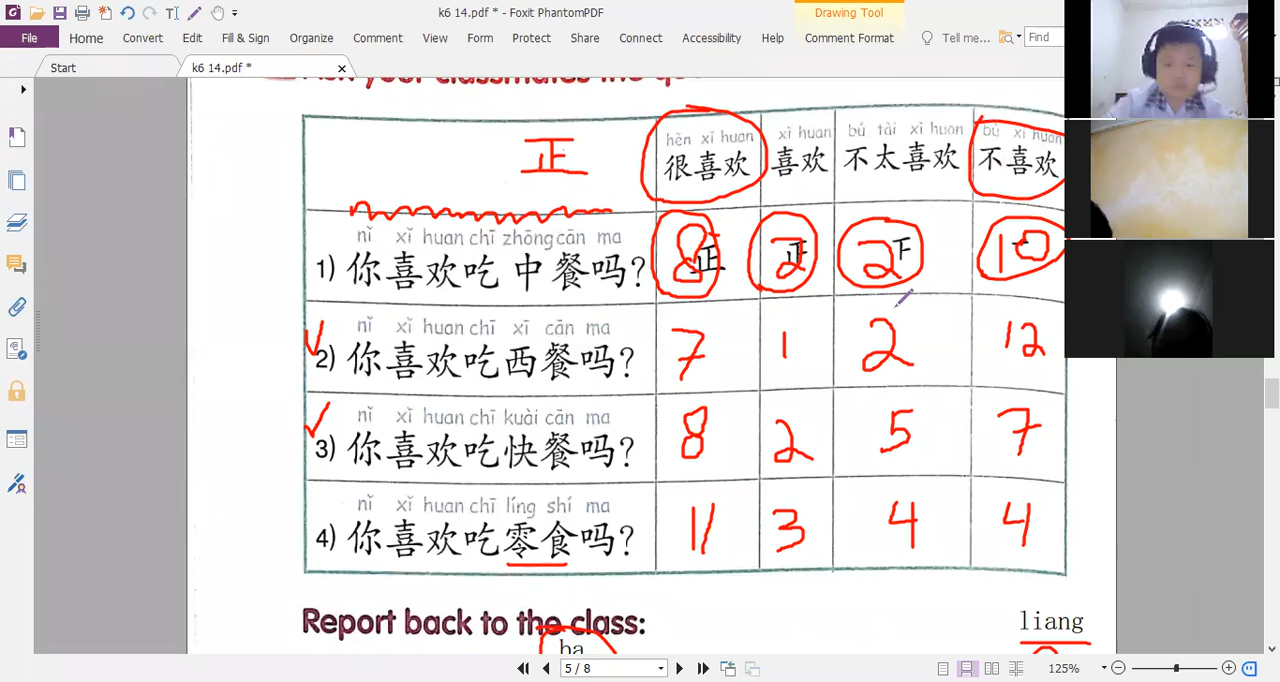 k6 14.pdf * - Foxit PhantomPDF
Drawing Tool
File Home Convert Edit Fill & Sign Organize Comment View Form Protect Share Connect Accessibility Help Comment Format Tell me... Find
Start k6 14.pdf *
Ask your classmates the
正
hěn xǐ huan xǐ huan bú tài xǐ huan bù xǐ huan
很喜欢 喜欢 不太喜欢 不喜欢
nǐ xǐ huan chī zhōng cān ma
1) 你喜欢吃中餐吗? 8 正 2 正 2 10
nǐ xǐ huan chī xī cān ma
2) 你喜欢吃西餐吗? 7 1 2 12
nǐ xǐ huan chī kuài cān ma
3) 你喜欢吃快餐吗? 8 2 5 7
nǐ xǐ huan chī líng shí ma
4) 你喜欢吃零食吗? 11 3 4 4
Report back to the class:
liang
ba
5 / 8
125%